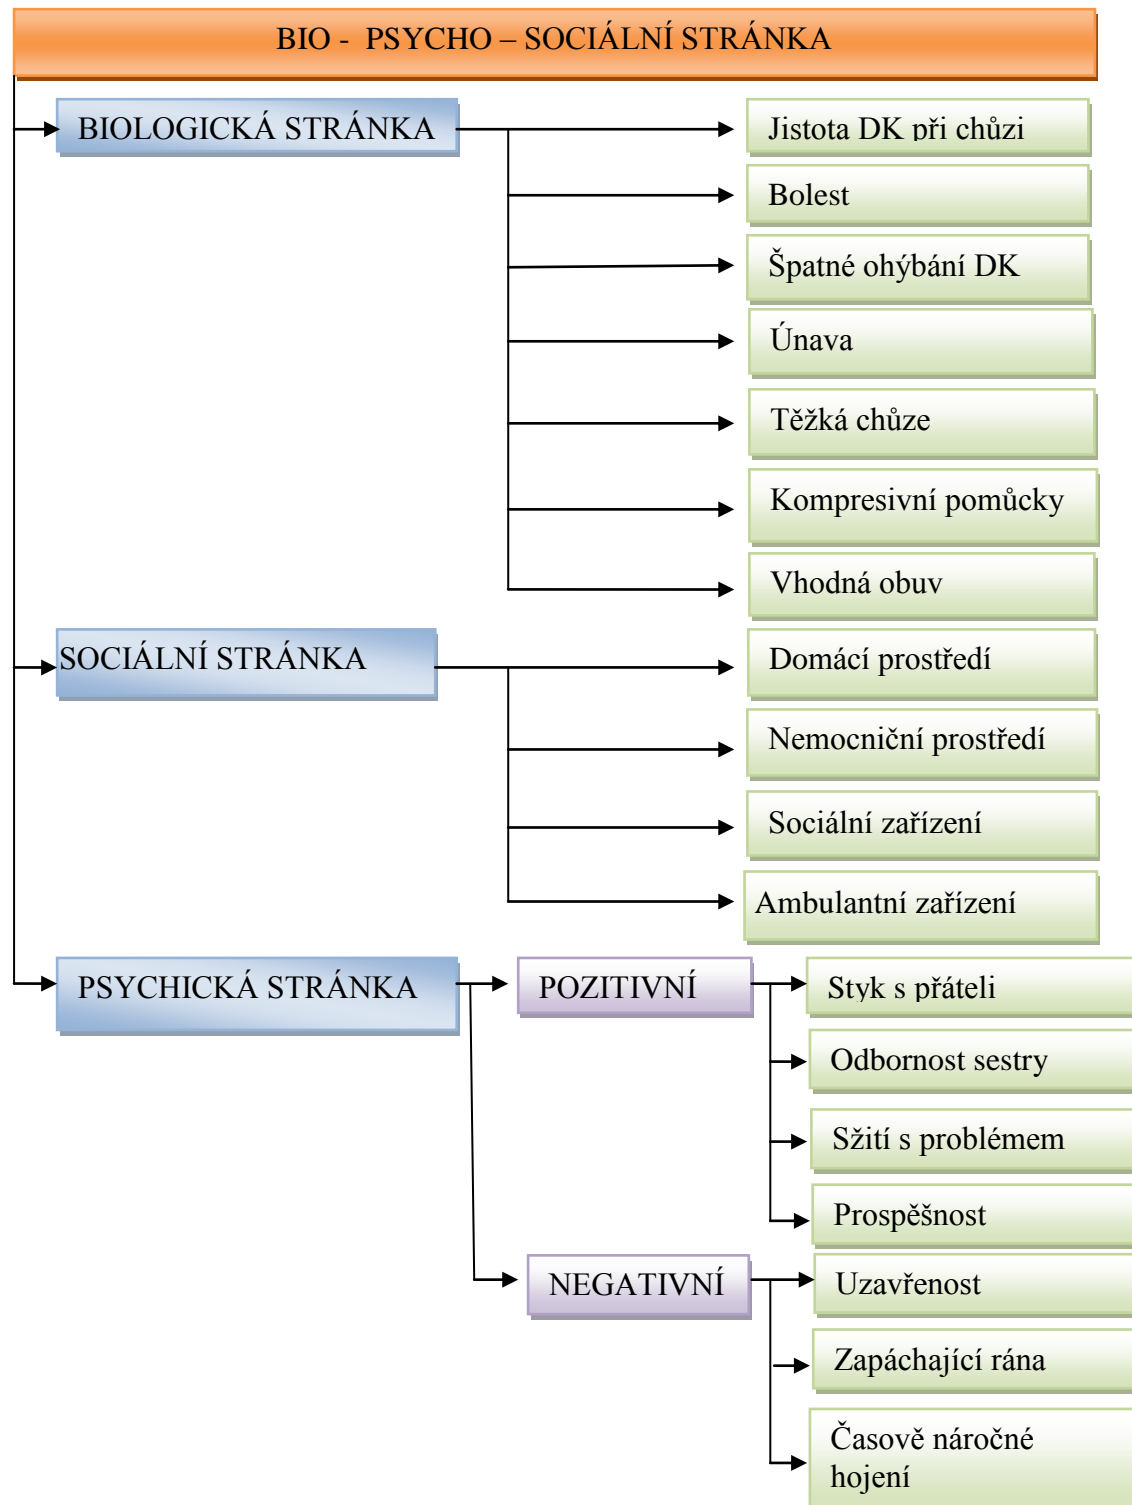 BIO - PSYCHO – SOCIÁLNÍ STRÁNKA
BIOLOGICKÁ STRÁNKA
Jistota DK při chůzi
Bolest
Špatné ohýbání DK
Únava
Těžká chůze
Kompresivní pomůcky
Vhodná obuv
SOCIÁLNÍ STRÁNKA
Domácí prostředí
Nemocniční prostředí
Sociální zařízení
Ambulantní zařízení
PSYCHICKÁ STRÁNKA
POZITIVNÍ
Styk s přáteli
Odbornost sestry
Sžití s problémem
Prospěšnost
NEGATIVNÍ
Uzavřenost
Zapáchající rána
Časově náročné
hojení